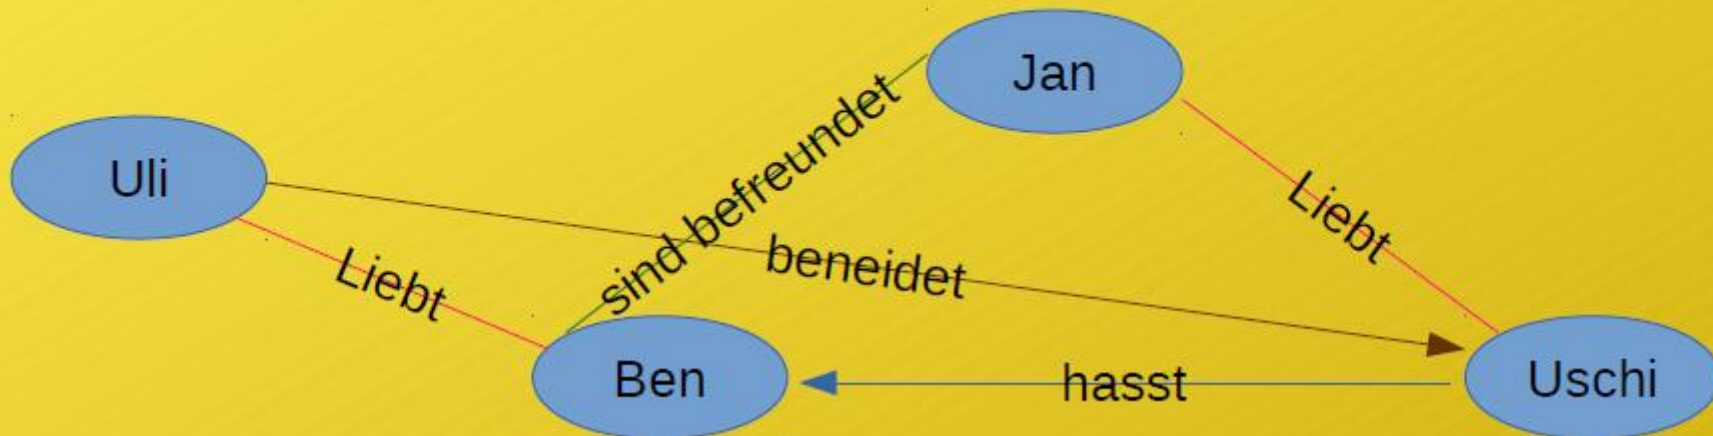 Jan
Uli
sind befreundet
Liebt
Liebt
beneidet
Ben
hasst
Uschi